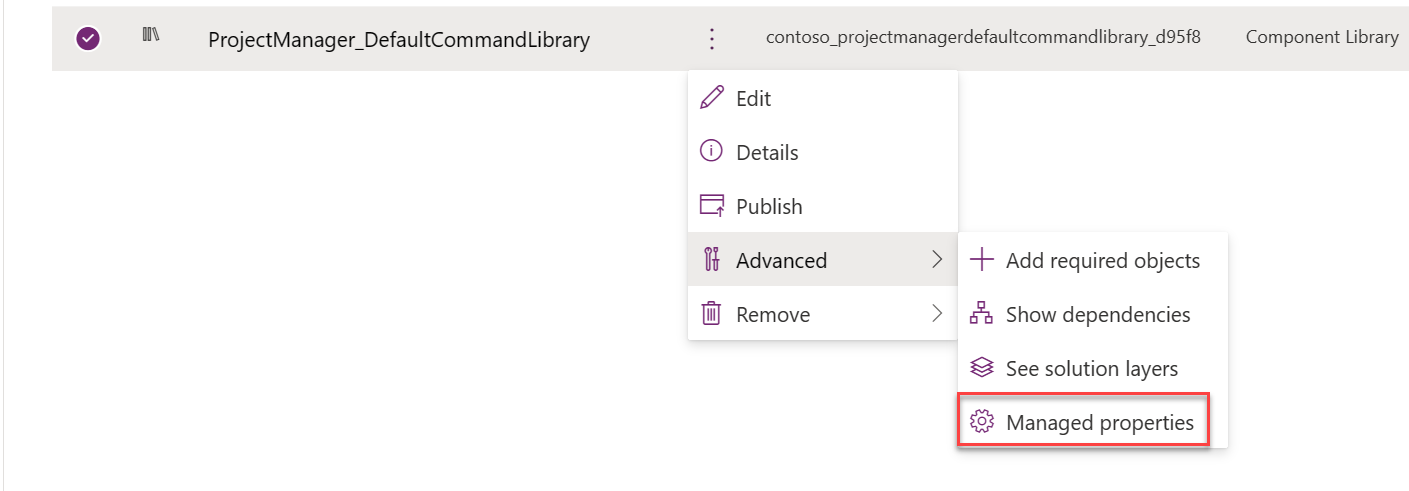 ProjectManager_DefaultCommandLibrary
contoso_projectmanagerdefaultcommandlibrary_d95f8
Component Library
Edit
Details
Publish
Advanced
Remove
Add required objects
Show dependencies
See solution layers
Managed properties